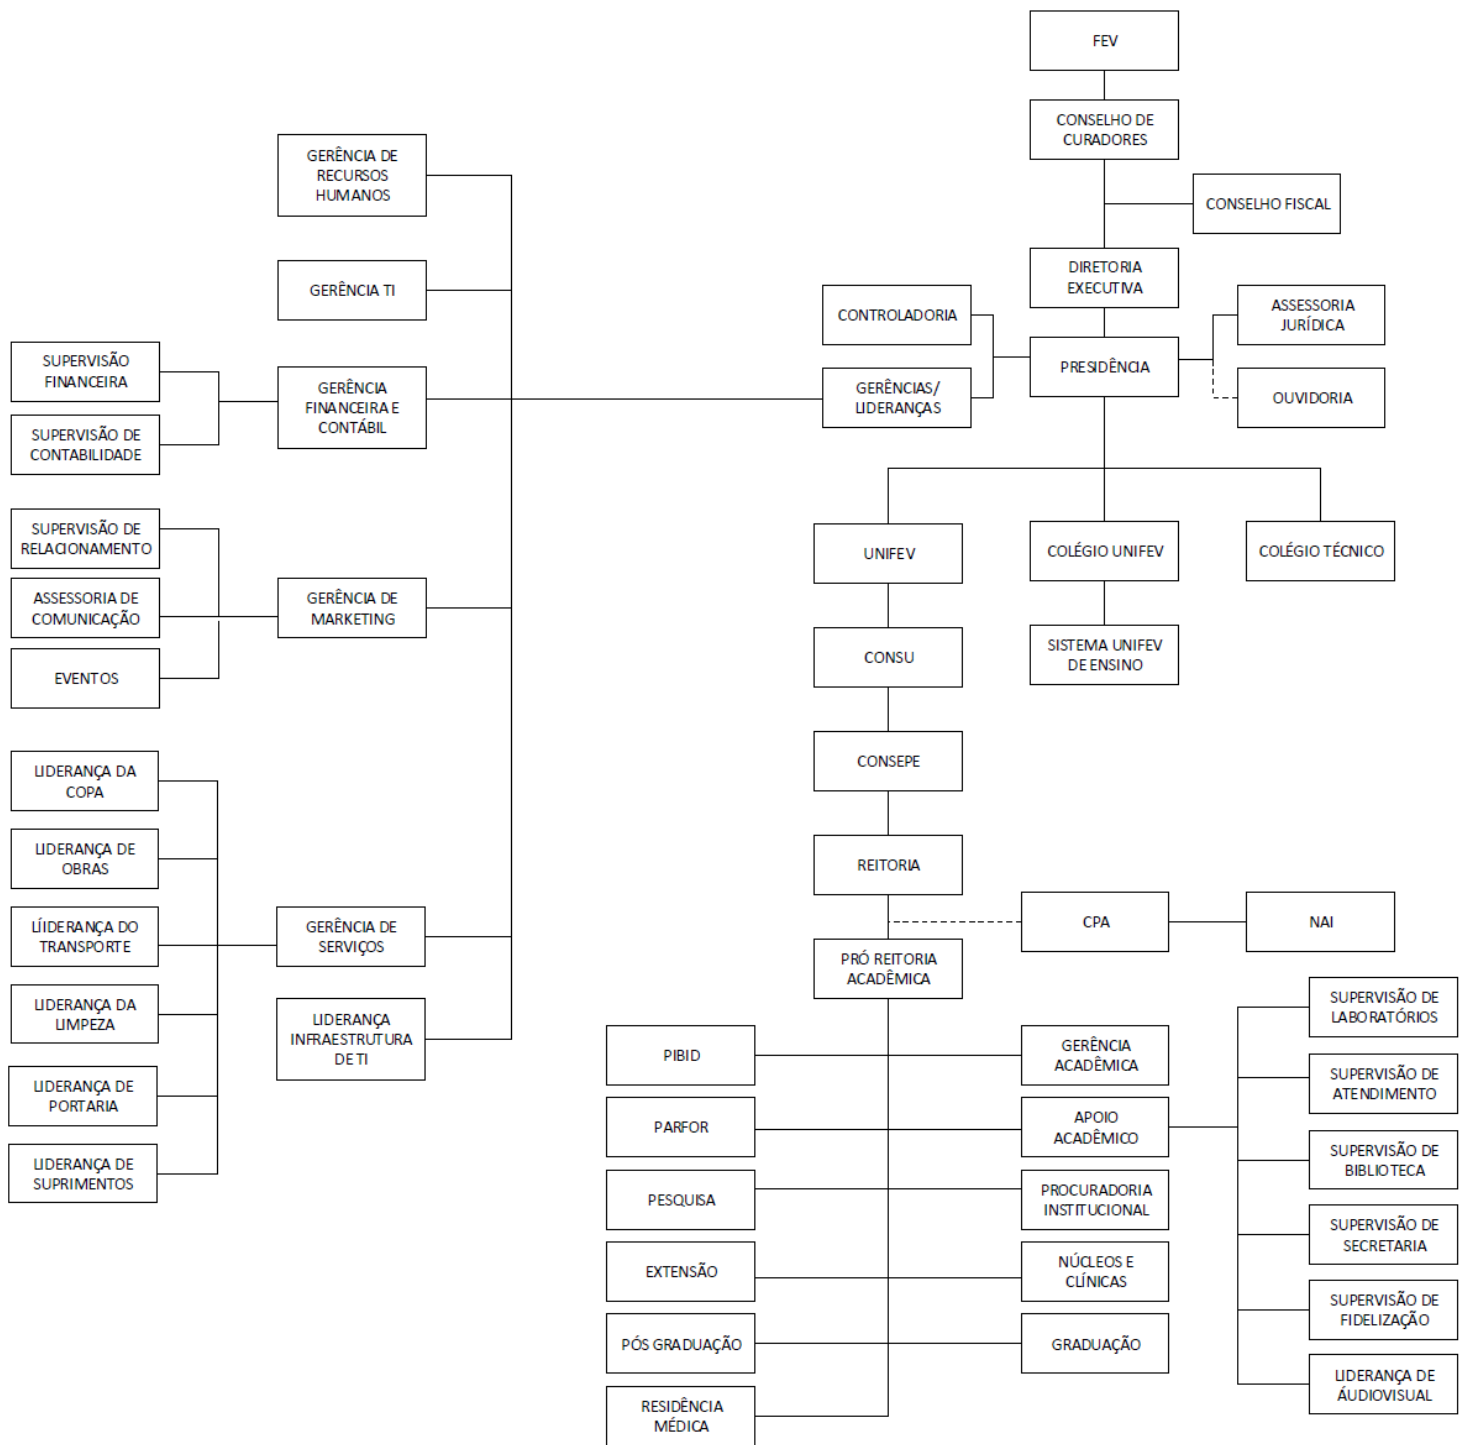 FEV
CONSELHO DE
CURADORES
CONSELHO FISCAL
DIRETORIA
EXECUTIVA
CONTROLADORIA
ASSESSORIA
JURÍDICA
PRESIDÊNCIA
GERÊNCIAS/
LIDERANÇAS
OUVIDORIA
GERÊNCIA DE
RECURSOS
HUMANOS
GERÊNCIA TI
SUPERVISÃO
FINANCEIRA
SUPERVISÃO DE
CONTABILIDADE
GERÊNCIA
FINANCEIRA E
CONTÁBIL
SUPERVISÃO DE
RELACIONAMENTO
ASSESSORIA DE
COMUNICAÇÃO
EVENTOS
GERÊNCIA DE
MARKETING
LIDERANÇA DA
COPA
LIDERANÇA DE
OBRAS
LÍIDERANÇA DO
TRANSPORTE
LIDERANÇA DA
LIMPEZA
LIDERANÇA DE
PORTARIA
LIDERANÇA DE
SUPRIMENTOS
GERÊNCIA DE
SERVIÇOS
LIDERANÇA
INFRAESTRUTURA
DE TI
UNIFEV
COLÉGIO UNIFEV
COLÉGIO TÉCNICO
CONSU
SISTEMA UNIFEV
DE ENSINO
CONSEPE
REITORIA
CPA
NAI
PRÓ REITORIA
ACADÊMICA
PIBID
PARFOR
PESQUISA
EXTENSÃO
PÓS GRADUAÇÃO
RESIDÊNCIA
MÉDICA
GERÊNCIA
ACADÊMICA
APOIO
ACADÊMICO
PROCURADORIA
INSTITUCIONAL
NÚCLEOS E
CLÍNICAS
GRADUAÇÃO
SUPERVISÃO DE
LABORATÓRIOS
SUPERVISÃO DE
ATENDIMENTO
SUPERVISÃO DE
BIBLIOTECA
SUPERVISÃO DE
SECRETARIA
SUPERVISÃO DE
FIDELIZAÇÃO
LIDERANÇA DE
ÁUDIOVISUAL